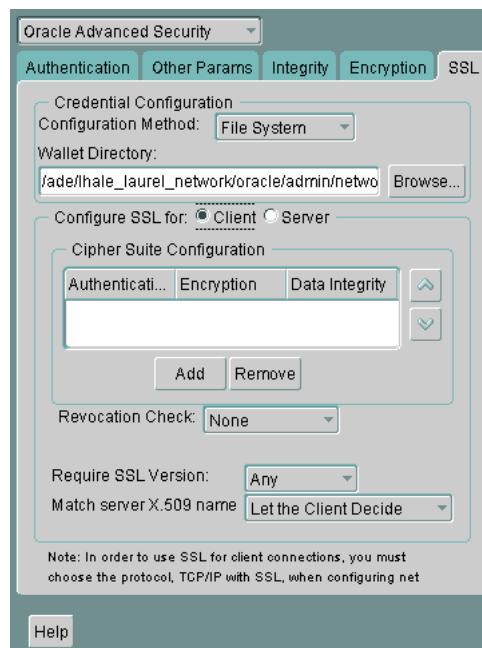 Oracle Advanced Security
Authentication Other Params Integrity Encryption SSL
Credential Configuration
Configuration Method: File System
Wallet Directory:
/ade/lhale_laurel_network/oracle/admin/netwo Browse...
Configure SSL for: Client Server
Cipher Suite Configuration
Authenticati... Encryption Data Integrity
Add Remove
Revocation Check: None
Require SSL Version: Any
Match server X.509 name Let the Client Decide
Note: In order to use SSL for client connections, you must
choose the protocol, TCP/IP with SSL, when configuring net
Help